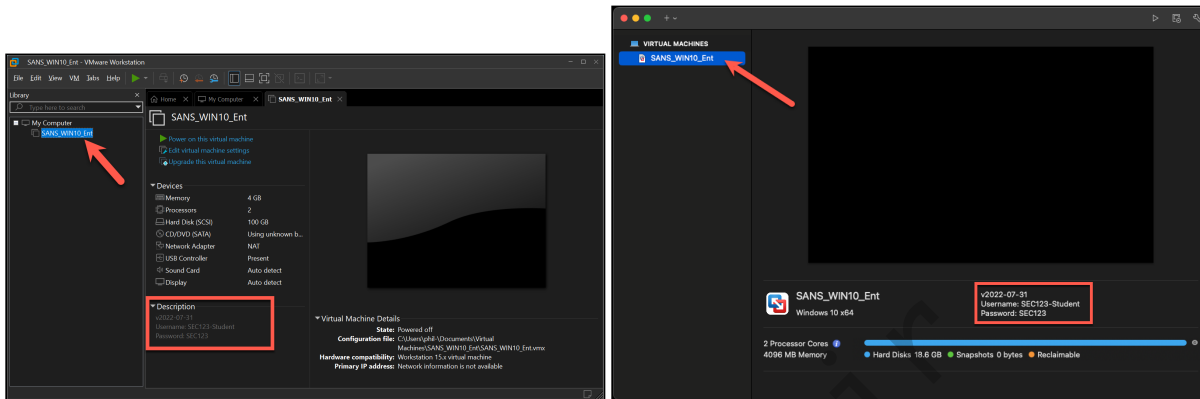 SANS_WIN10_Ent - VMware Workstation
File Edit View VM Tabs Help
Library
Type here to search
My Computer
SANS_WIN10_Ent
Home My Computer SANS_WIN10_Ent
SANS_WIN10_Ent
Power on this virtual machine
Edit virtual machine settings
Upgrade this virtual machine
Devices
Memory 4 GB
Processors 2
Hard Disk (SCSI) 100 GB
CD/DVD (SATA) Using unknown b...
Network Adapter NAT
USB Controller Present
Sound Card Auto detect
Display Auto detect
Description
v2022-07-31
Username: SEC123-Student
Password: SEC123
Virtual Machine Details
State: Powered off
Configuration file: C:\Users\phil-\Documents\Virtual
Machines\SANS_WIN10_Ent\SANS_WIN10_Ent.vmx
Hardware compatibility: Workstation 15.x virtual machine
Primary IP address: Network information is not available
VIRTUAL MACHINES
SANS_WIN10_Ent
SANS_WIN10_Ent
Windows 10 x64
v2022-07-31
Username: SEC123-Student
Password: SEC123
2 Processor Cores
4096 MB Memory
Hard Disks 18.6 GB Snapshots 0 bytes Reclaimable